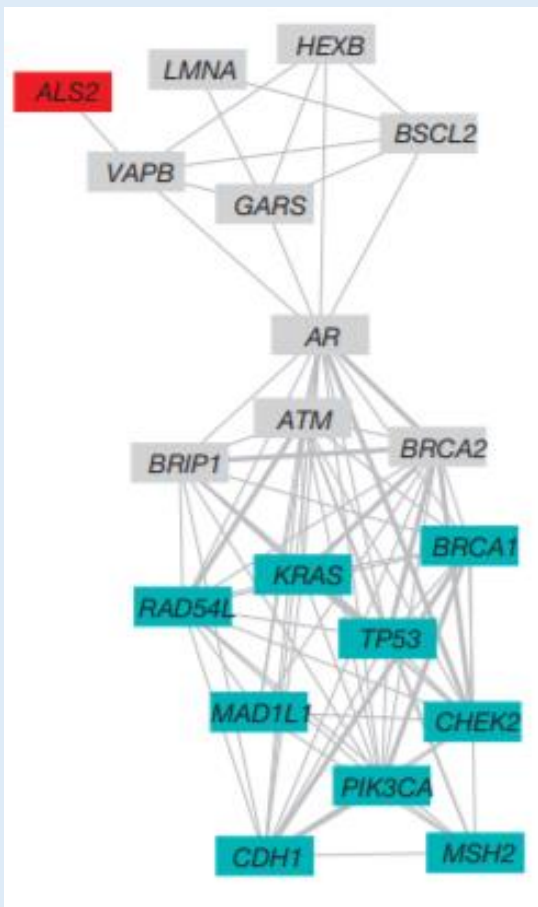 HEXB
LMNA
ALS2
BSCL2
VAPB
GARS
AR
ATM
BRCA2
BRIP1
BRCA1
KRAS
RAD54L
TP53
MAD1L1
CHEK2
PIK3CA
CDH1
MSH2